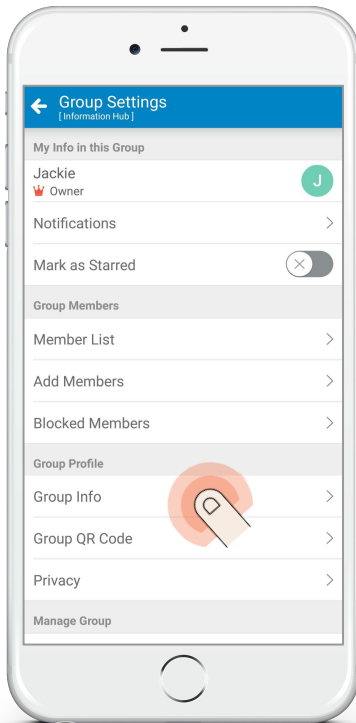 Group Settings
[ Information Hub ]
My Info in this Group
Jackie
J
Owner
Notifications
Mark as Starred
Group Members
Member List
Add Members
Blocked Members
Group Profile
Group Info
Group QR Code
Privacy
Manage Group